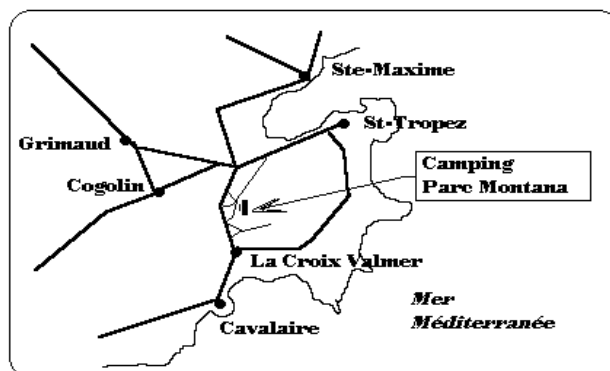 Ste-Maxime
St-Tropez
Grimaud
Camping
Parc Montana
Cogolin
La Croix Valmer
Mer
Méditerranée
Cavalaire